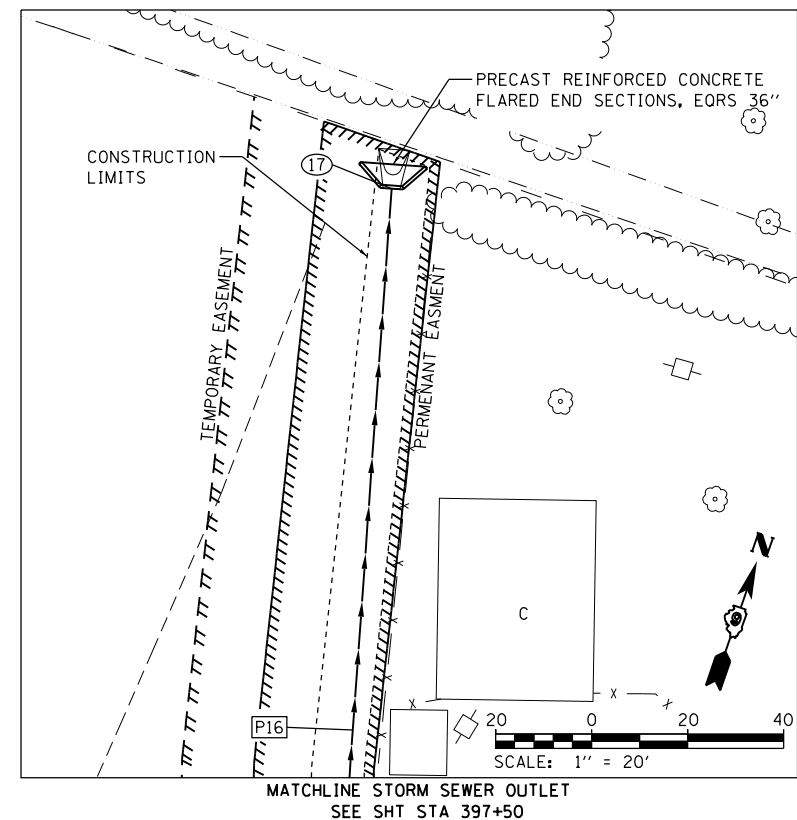 PRECAST REINFORCED CONCRETE
FLARED END SECTIONS, EQRS 36"
CONSTRUCTION
LIMITS
17
TEMPORARY EASEMENT
PERMENANT EASMENT
N
C
P16
20 0 20 40
SCALE: 1" = 20'
MATCHLINE STORM SEWER OUTLET
SEE SHT STA 397+50